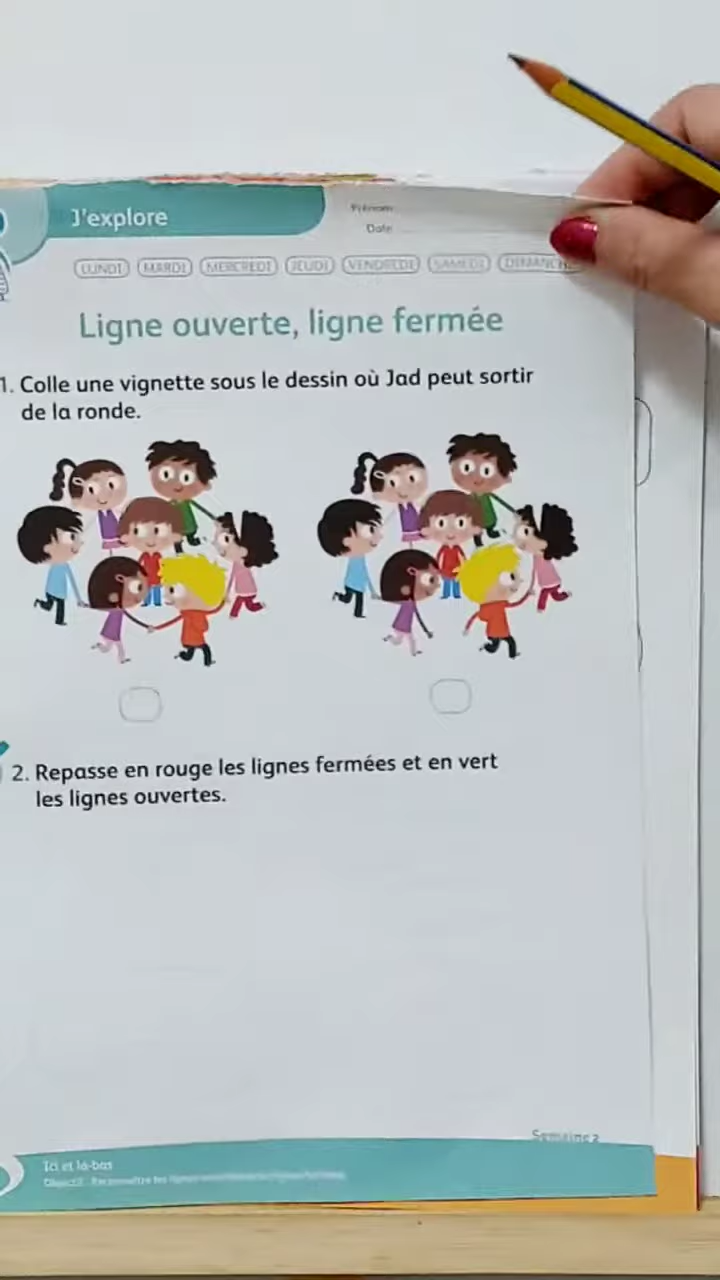 J'explore
Prénom
Date
LUNDI MARDI MERCREDI JEUDI VENDREDI SAMEDI DIMANCH
Ligne ouverte, ligne fermée
1. Colle une vignette sous le dessin où Jad peut sortir
de la ronde.
2. Repasse en rouge les lignes fermées et en vert
les lignes ouvertes.
Semaine 2
Ici et là-bas